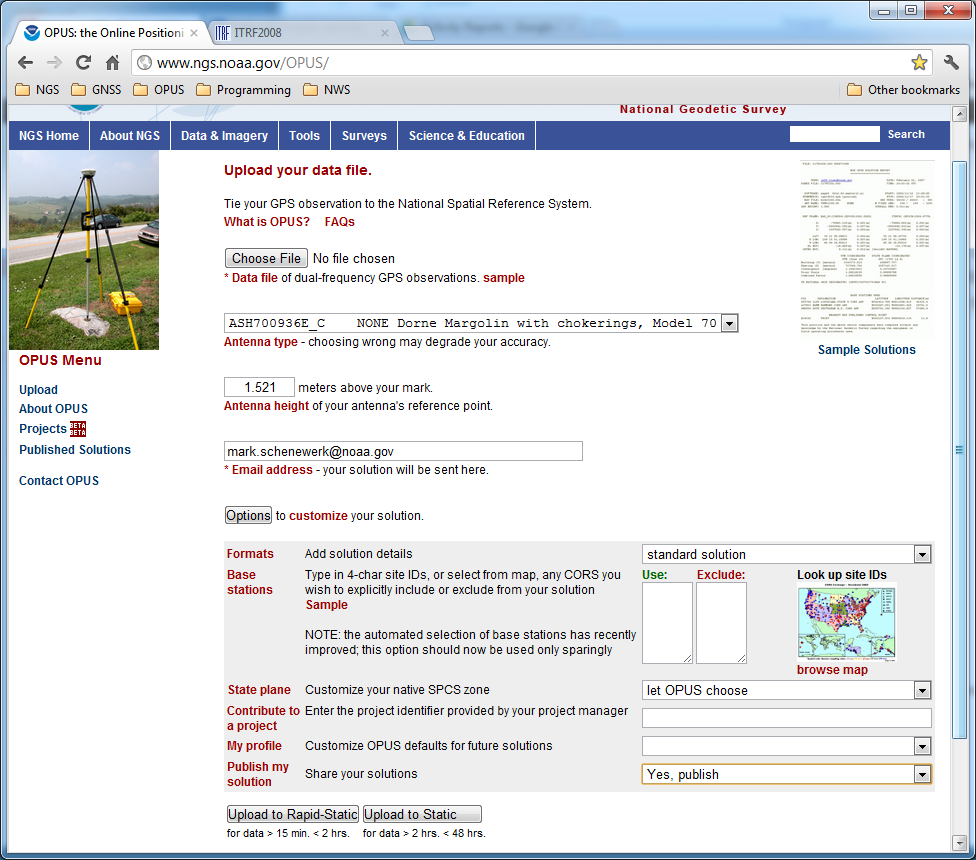 OPUS: the Online Positioni
ITRF ITRF2008
www.ngs.noaa.gov/OPUS/
NGS GNSS OPUS Programming NWS Other bookmarks
National Geodetic Survey
NGS Home About NGS Data & Imagery Tools Surveys Science & Education Search
Upload your data file.
Tie your GPS observation to the National Spatial Reference System.
What is OPUS? FAQs
Choose File No file chosen
* Data file of dual-frequency GPS observations. sample
ASH700936E_C NONE Dorne Margolin with chokerings, Model 70
Antenna type - choosing wrong may degrade your accuracy.
Sample Solutions
OPUS Menu
Upload
About OPUS
Projects BETA BETA
Published Solutions
Contact OPUS
1.521 meters above your mark.
Antenna height of your antenna's reference point.
mark.schenewerk@noaa.gov
* Email address - your solution will be sent here.
Options to customize your solution.
Formats Add solution details standard solution
Base stations
Type in 4-char site IDs, or select from map, any CORS you
wish to explicitly include or exclude from your solution
Sample
NOTE: the automated selection of base stations has recently
improved; this option should now be used only sparingly
Use: Exclude: Look up site IDs
browse map
State plane Customize your native SPCS zone let OPUS choose
Contribute to
a project
Enter the project identifier provided by your project manager
My profile Customize OPUS defaults for future solutions
Publish my
solution
Share your solutions Yes, publish
Upload to Rapid-Static Upload to Static
for data > 15 min. < 2 hrs. for data > 2 hrs. < 48 hrs.